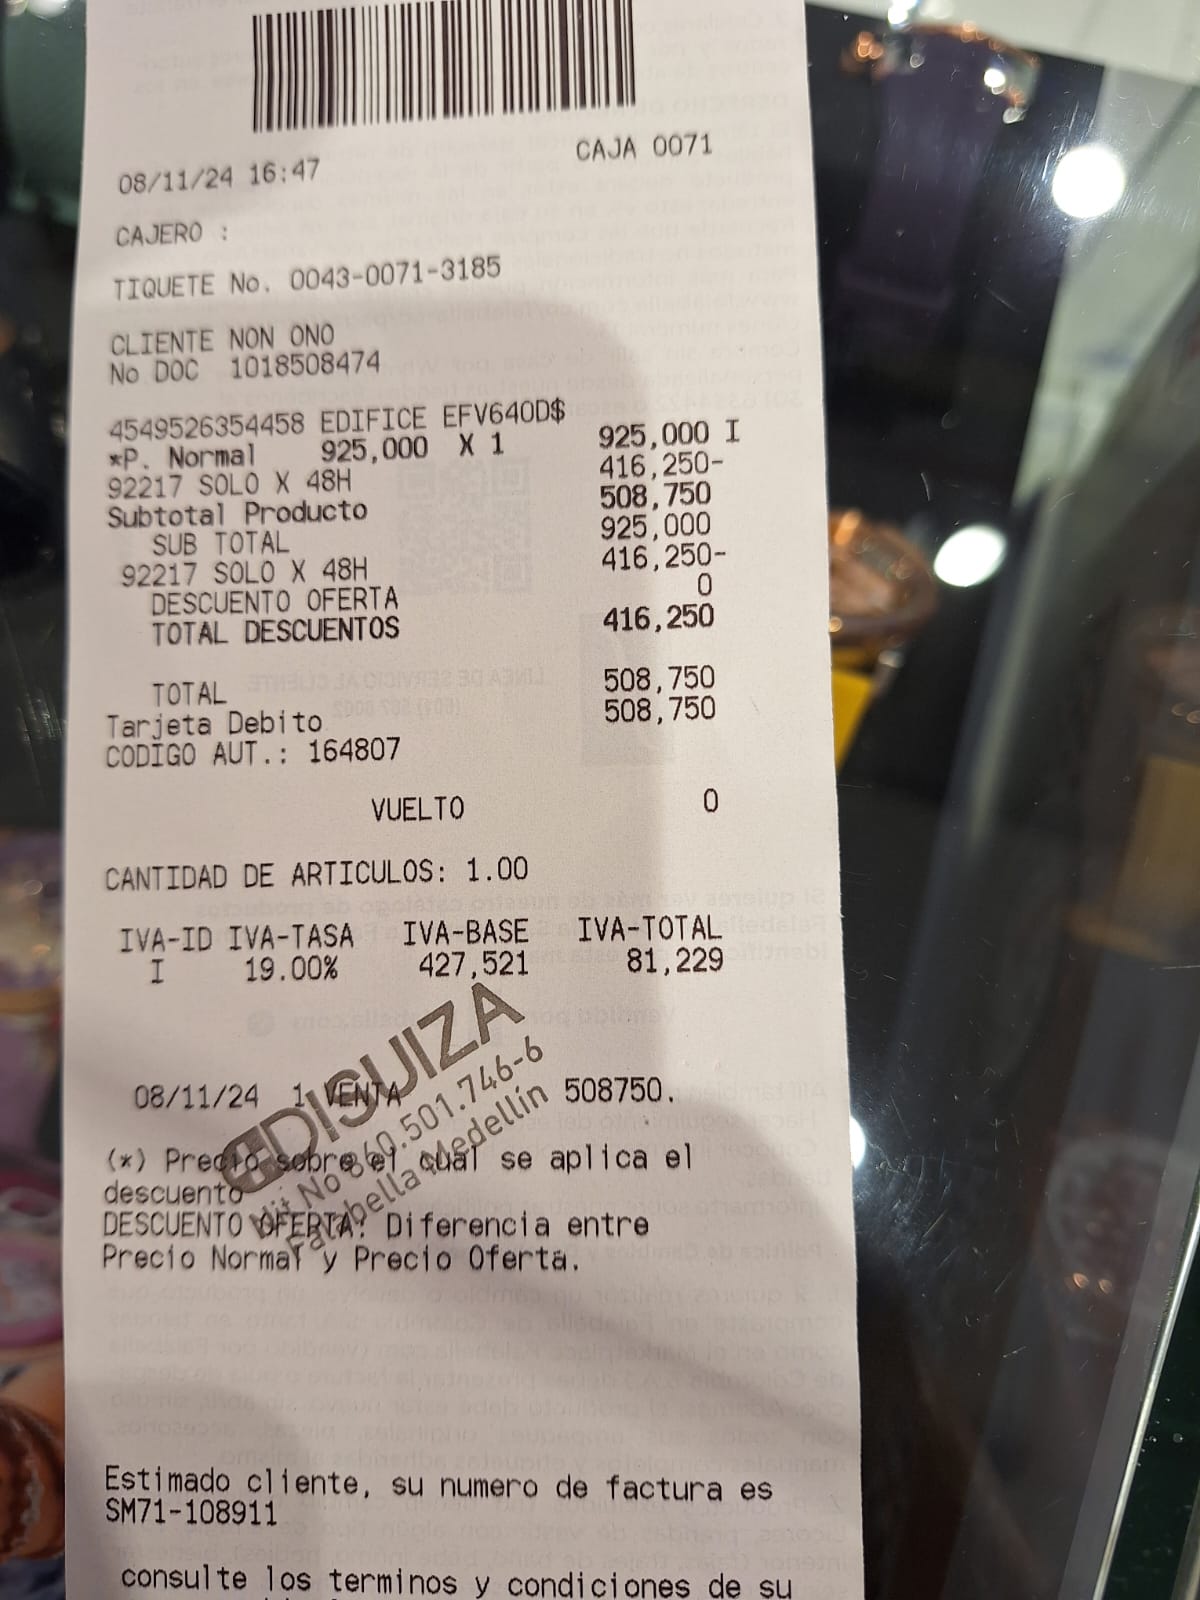 CAJA 0071
08/11/24 16:47
CAJERO :
TIQUETE No. 0043-0071-3185
CLIENTE NON ONO
No DOC 1018508474
4549526354458 EDIFICE EFV640D$
*P. Normal 925,000 X 1 925,000 I
92217 SOLO X 48H 416,250-
Subtotal Producto 508,750
SUB TOTAL 925,000
92217 SOLO X 48H 416,250-
DESCUENTO OFERTA 0
TOTAL DESCUENTOS 416,250
TOTAL 508,750
Tarjeta Debito 508,750
CODIGO AUT.: 164807
VUELTO 0
CANTIDAD DE ARTICULOS: 1.00
IVA-ID IVA-TASA IVA-BASE IVA-TOTAL
I 19.00% 427,521 81,229
DISUIZA
Nit No 860.501.746-6
Falabella Medellín
08/11/24 1 VENTA 508750.
(*) Precio sobre el cual se aplica el
descuento
DESCUENTO OFERTA: Diferencia entre
Precio Normal y Precio Oferta.
Estimado cliente, su numero de factura es
SM71-108911
consulte los terminos y condiciones de su